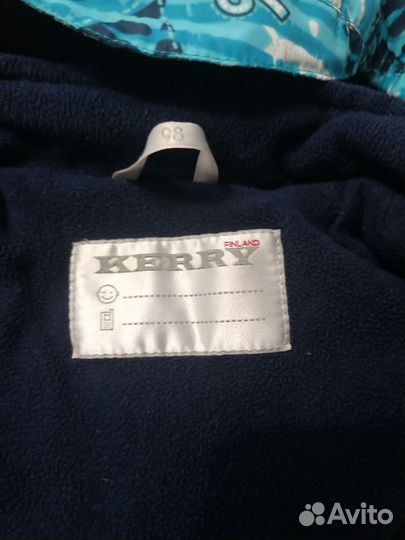 98
FINLAND
KERRY
Avito